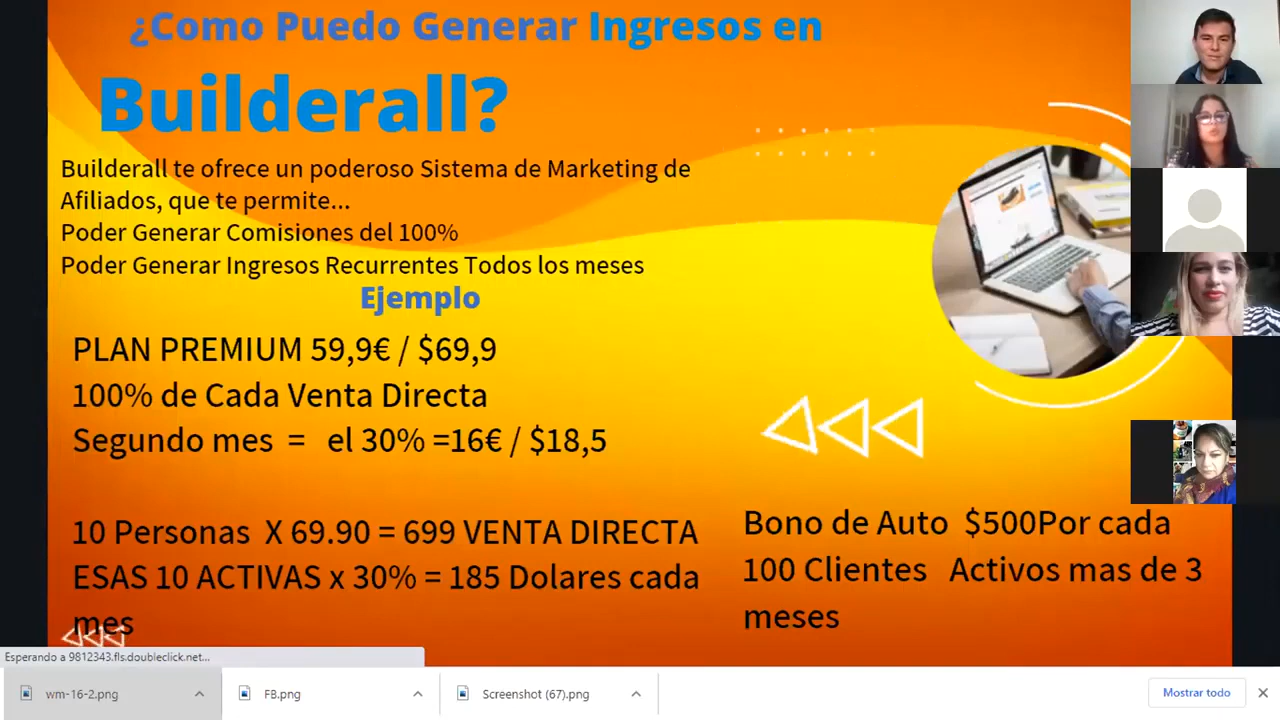 ¿Como Puedo Generar Ingresos en
Builderall?
Builderall te ofrece un poderoso Sistema de Marketing de
Afiliados, que te permite...
Poder Generar Comisiones del 100%
Poder Generar Ingresos Recurrentes Todos los meses
Ejemplo
PLAN PREMIUM 59,9€ / $69,9
100% de Cada Venta Directa
Segundo mes = el 30% =16€ / $18,5
10 Personas X 69.90 = 699 VENTA DIRECTA
ESAS 10 ACTIVAS x 30% = 185 Dolares cada
mes
Bono de Auto $500Por cada
100 Clientes Activos mas de 3
meses
Esperando a 9812343.fls.doubleclick.net...
wm-16-2.png
FB.png
Screenshot (67).png
Mostrar todo